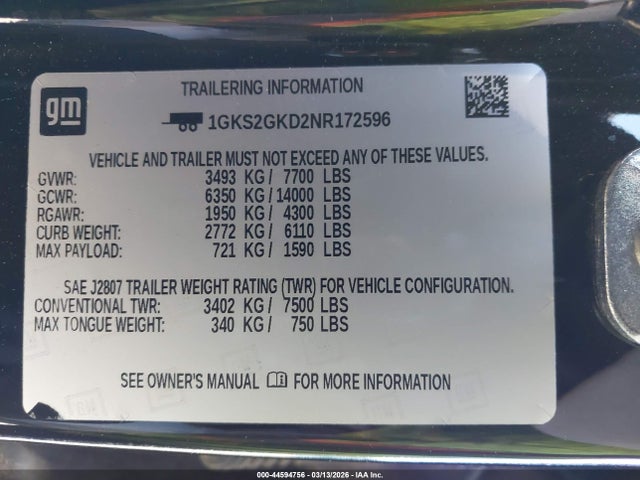 TRAILERING INFORMATION
gm
1GKS2GKD2NR172596
VEHICLE AND TRAILER MUST NOT EXCEED ANY OF THESE VALUES.
GVWR: 3493 KG / 7700 LBS
GCWR: 6350 KG / 14000 LBS
RGAWR: 1950 KG / 4300 LBS
CURB WEIGHT: 2772 KG / 6110 LBS
MAX PAYLOAD: 721 KG / 1590 LBS
SAE J2807 TRAILER WEIGHT RATING (TWR) FOR VEHICLE CONFIGURATION.
CONVENTIONAL TWR: 3402 KG / 7500 LBS
MAX TONGUE WEIGHT: 340 KG / 750 LBS
SEE OWNER'S MANUAL FOR MORE INFORMATION
000-44594756 - 03/13/2026 - IAA Inc.